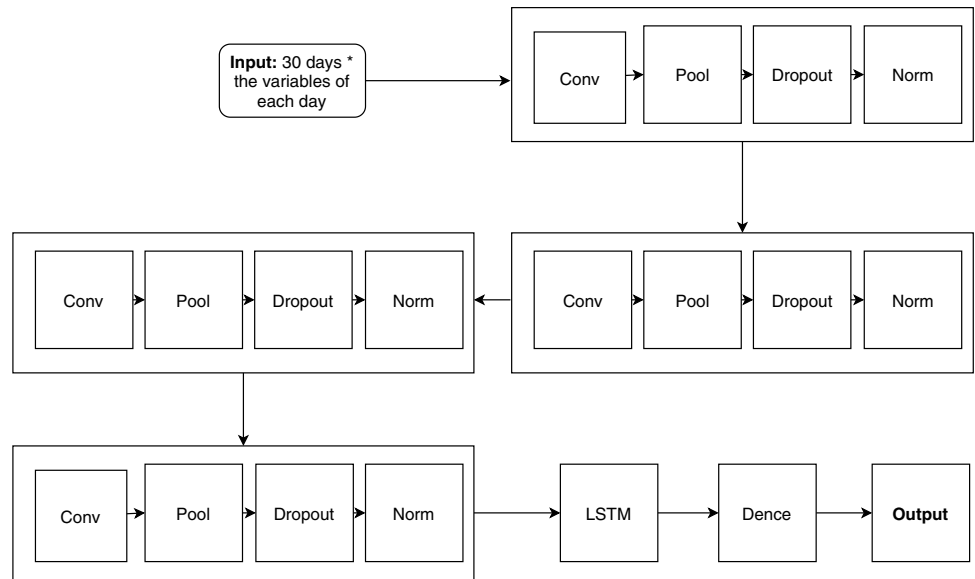 Input: 30 days *
the variables of
each day
Conv
Pool
Dropout
Norm
Conv
Pool
Dropout
Norm
Conv
Pool
Dropout
Norm
Conv
Pool
Dropout
Norm
LSTM
Dence
Output